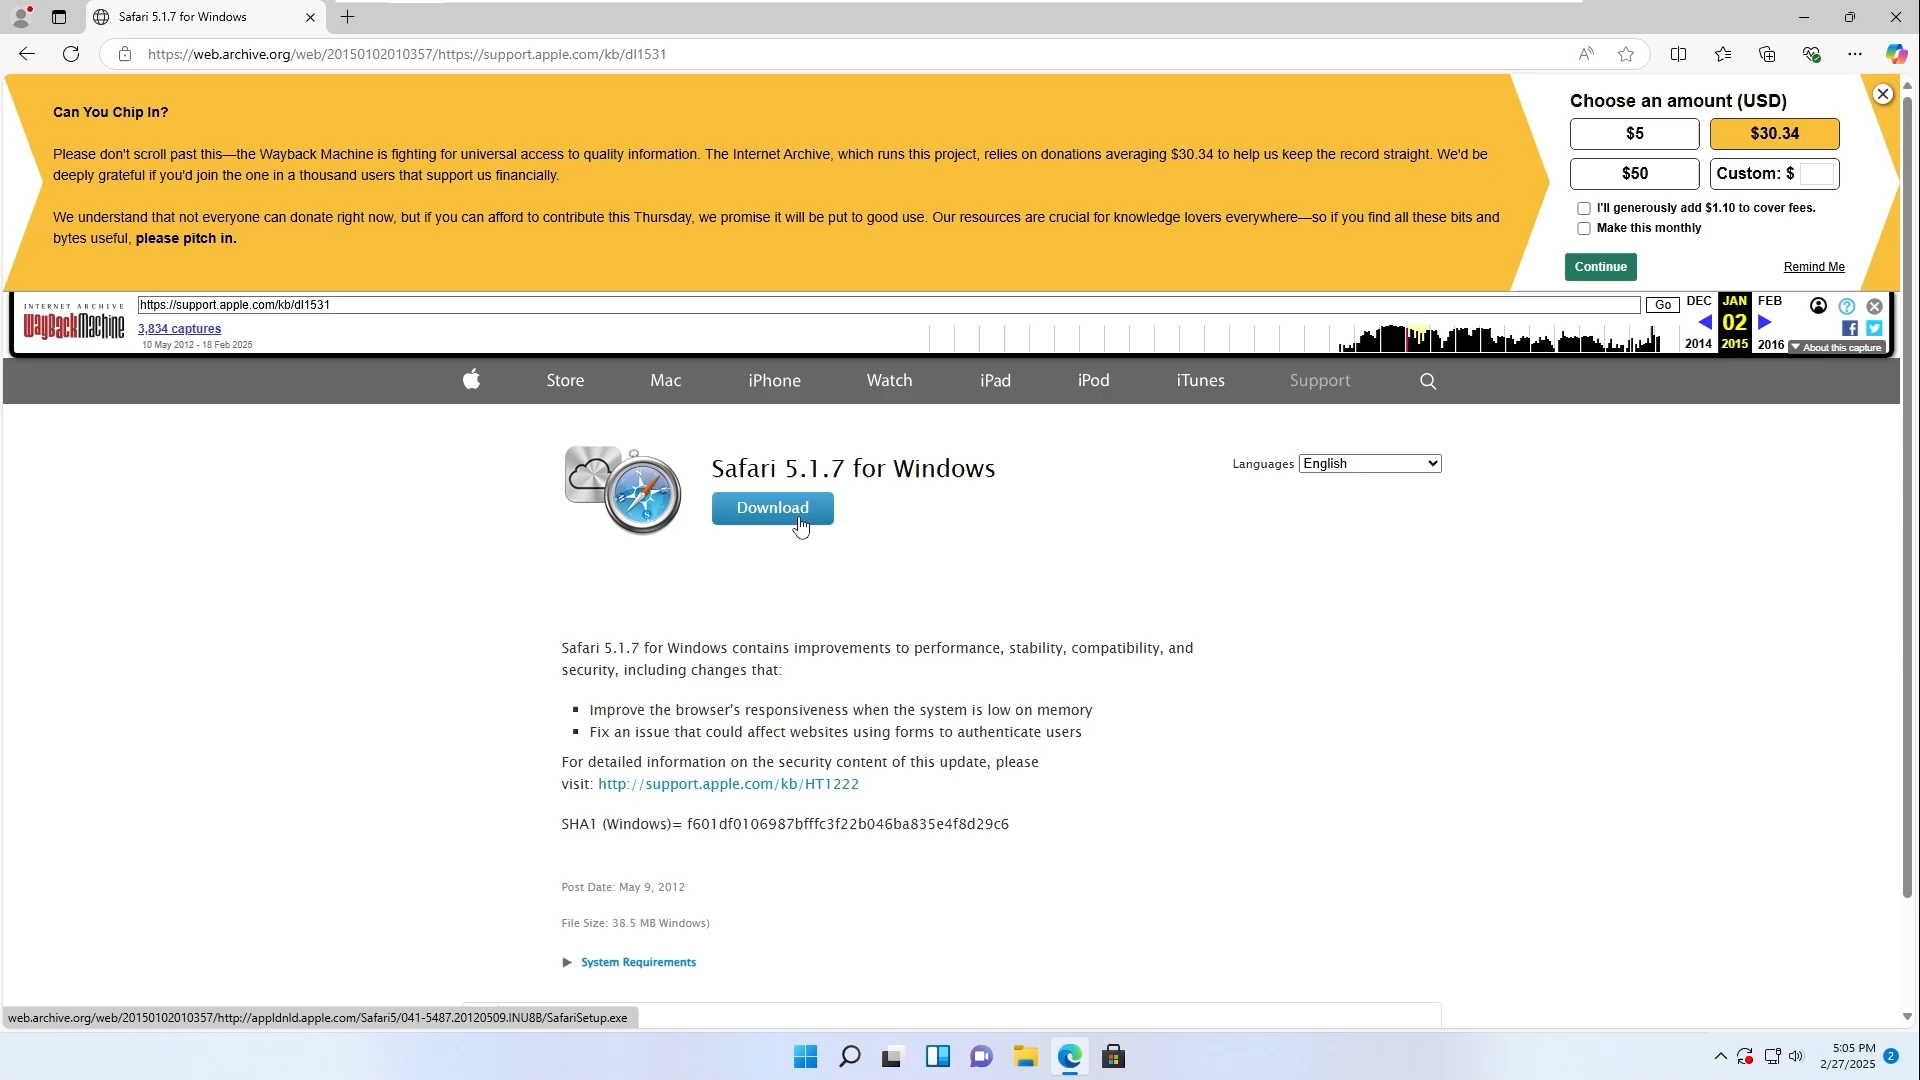 Safari 5.1.7 for Windows
https://web.archive.org/web/20150102010357/https://support.apple.com/kb/dl1531
Can You Chip In?
Please don't scroll past this—the Wayback Machine is fighting for universal access to quality information. The Internet Archive, which runs this project, relies on donations averaging $30.34 to help us keep the record straight. We'd be
deeply grateful if you'd join the one in a thousand users that support us financially.
We understand that not everyone can donate right now, but if you can afford to contribute this Thursday, we promise it will be put to good use. Our resources are crucial for knowledge lovers everywhere—so if you find all these bits and
bytes useful, please pitch in.
Choose an amount (USD)
$5 $30.34
$50 Custom: $
I'll generously add $1.10 to cover fees.
Make this monthly
Continue Remind Me
INTERNET ARCHIVE
WayBackMachine
https://support.apple.com/kb/dl1531
Go
3,834 captures
10 May 2012 - 18 Feb 2025
DEC JAN FEB
02
2014 2015 2016
About this capture
Store Mac iPhone Watch iPad iPod iTunes Support
Safari 5.1.7 for Windows
Download
Languages English
Safari 5.1.7 for Windows contains improvements to performance, stability, compatibility, and
security, including changes that:
Improve the browser's responsiveness when the system is low on memory
Fix an issue that could affect websites using forms to authenticate users
For detailed information on the security content of this update, please
visit: http://support.apple.com/kb/HT1222
SHA1 (Windows)= f601df0106987bfffc3f22b046ba835e4f8d29c6
Post Date: May 9, 2012
File Size: 38.5 MB Windows)
System Requirements
web.archive.org/web/20150102010357/http://appldnld.apple.com/Safari5/041-5487.20120509.INU8B/SafariSetup.exe
5:05 PM
2/27/2025
2